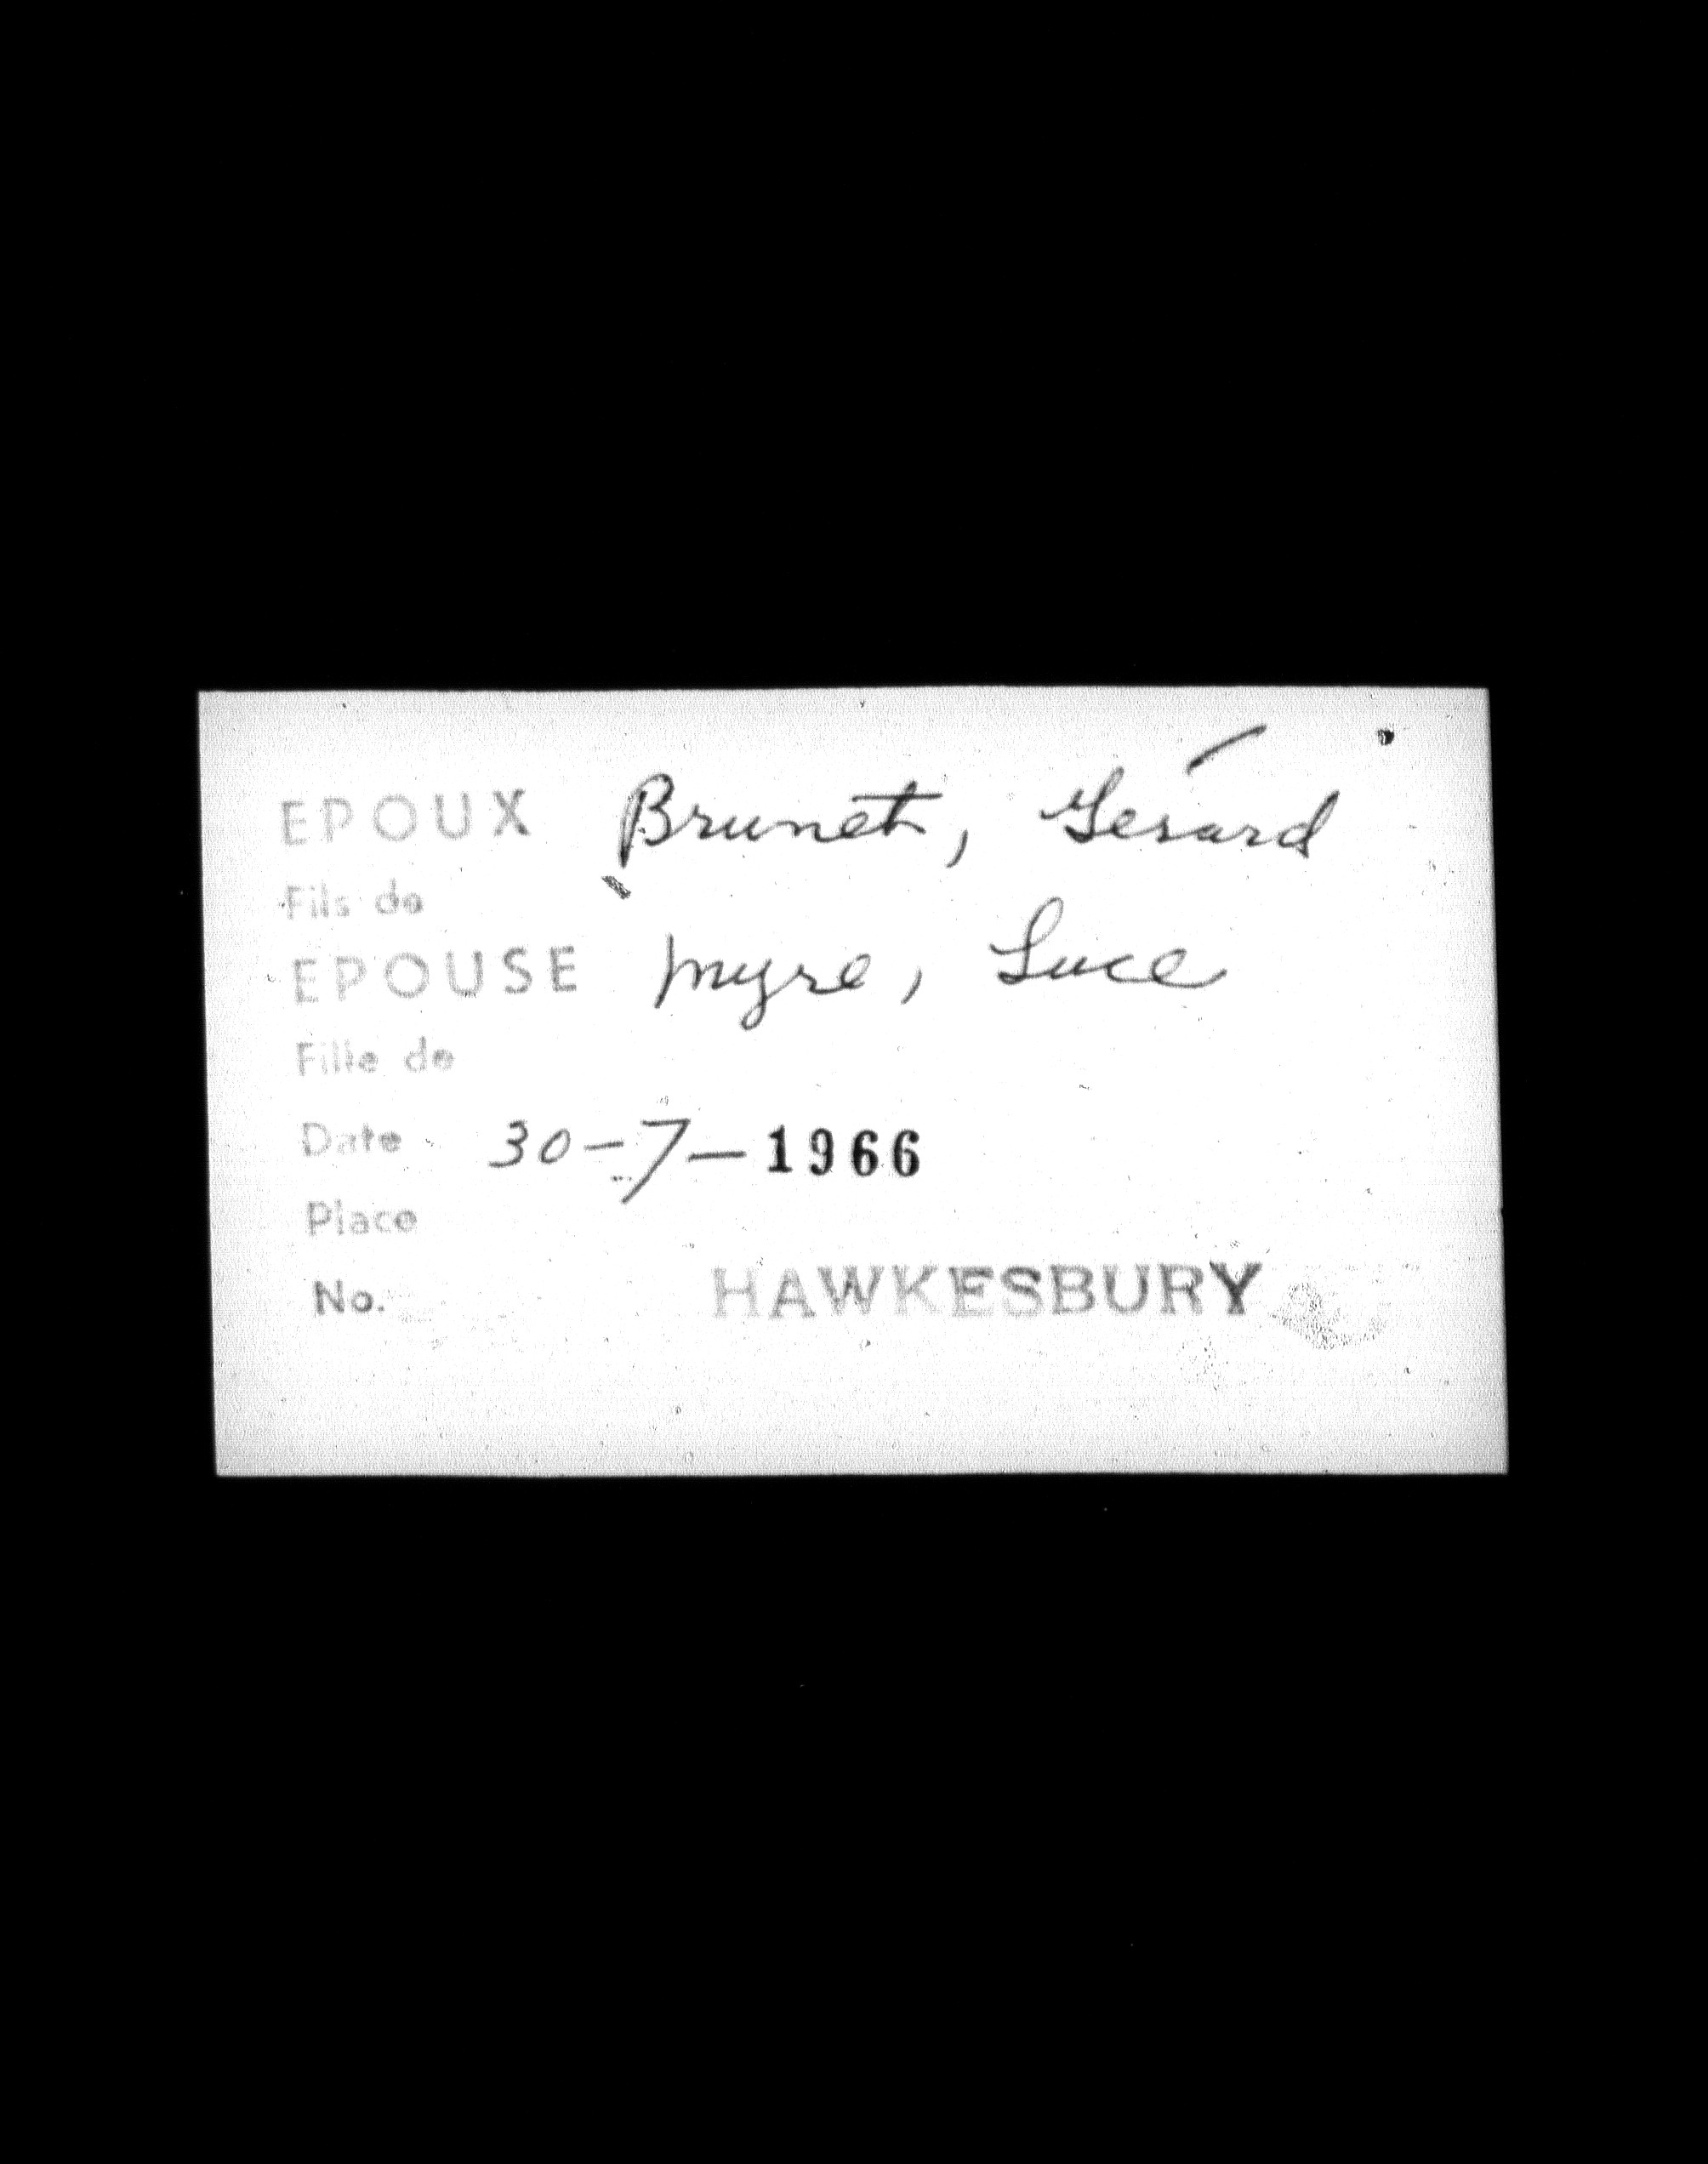 EPOUX Brunet, Gérard
Fils de
EPOUSE Myre, Luce
Fille de
Date 30-7-1966
Place
No. HAWKESBURY